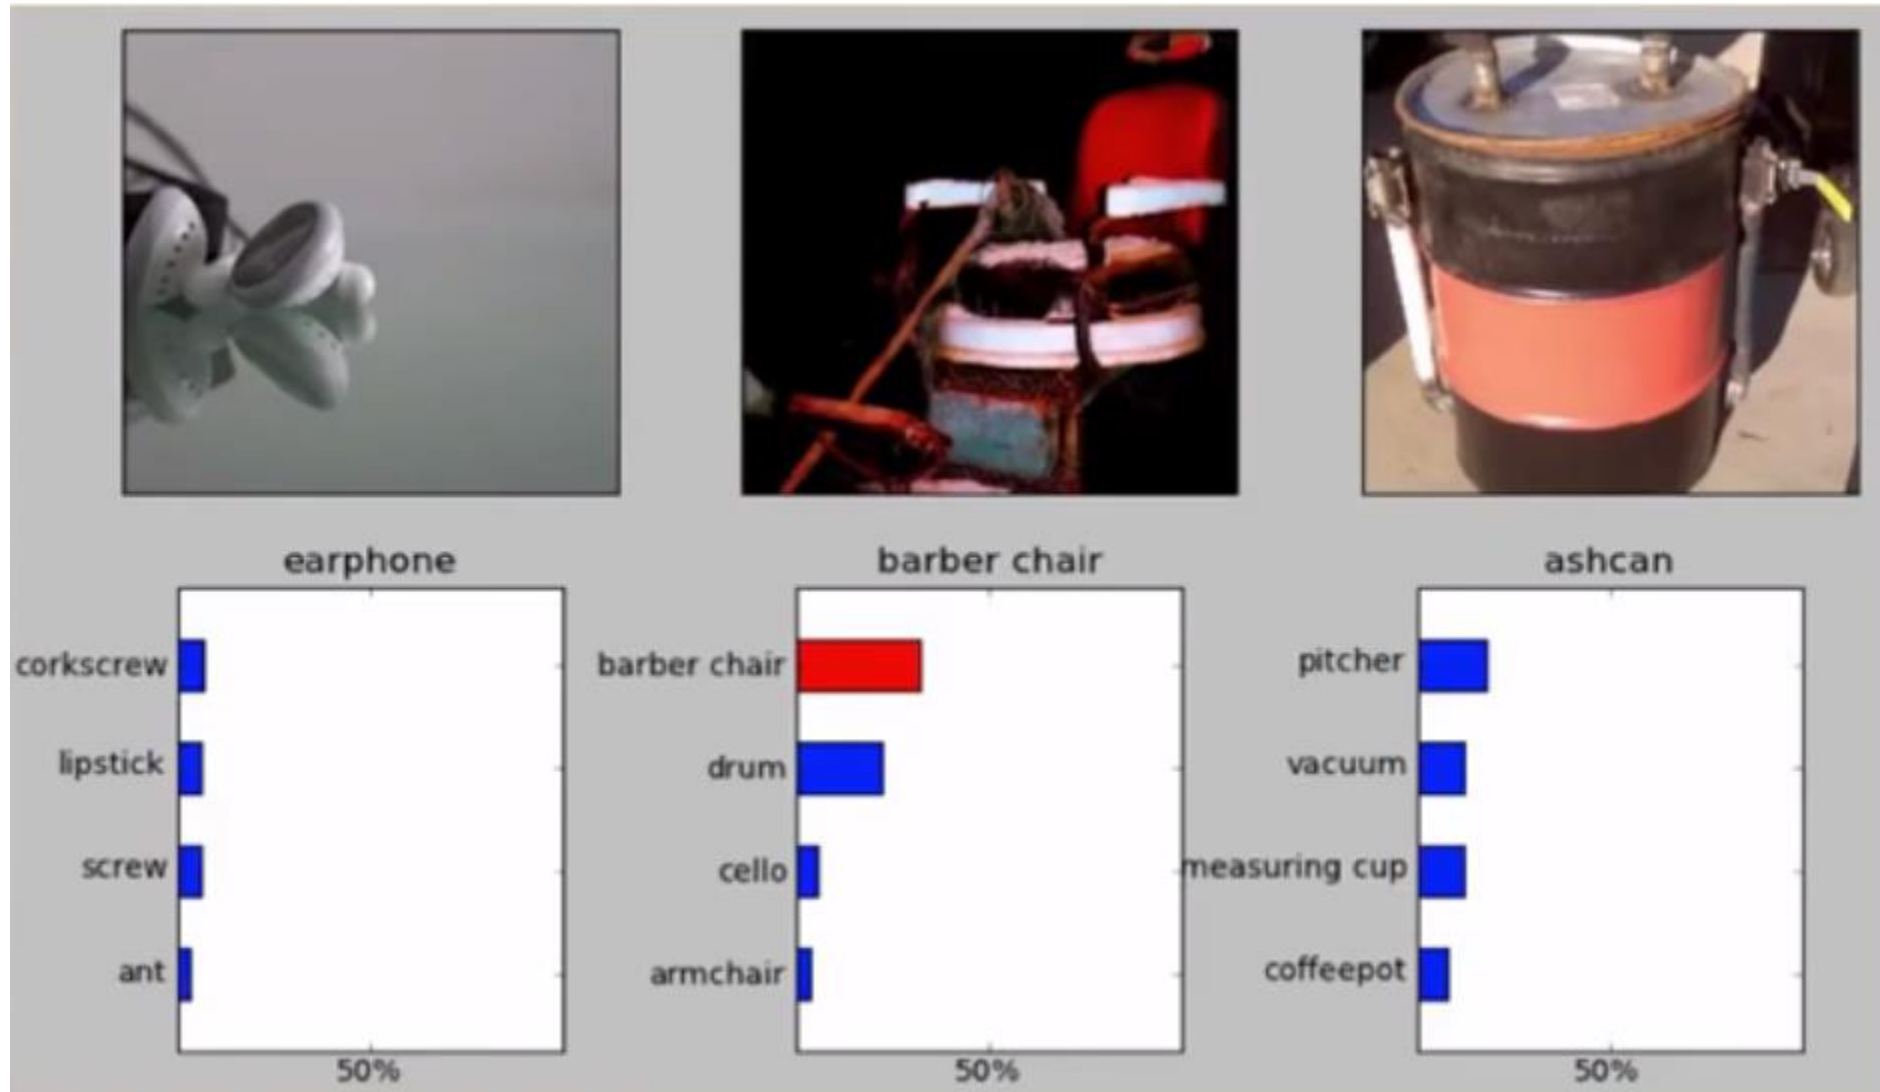 earphone
corkscrew
lipstick
screw
ant
50%
barber chair
barber chair
drum
cello
armchair
50%
ashcan
pitcher
vacuum
measuring cup
coffeepot
50%